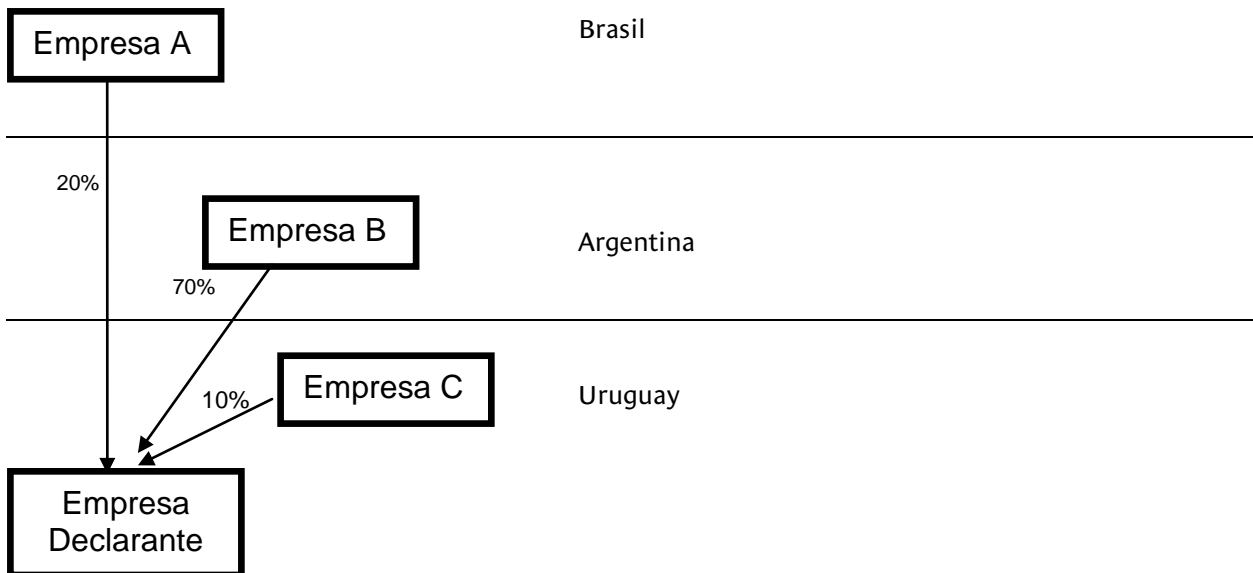 Empresa A
Brasil
20%
Empresa B
Argentina
70%
Empresa C
10%
Uruguay
Empresa
Declarante